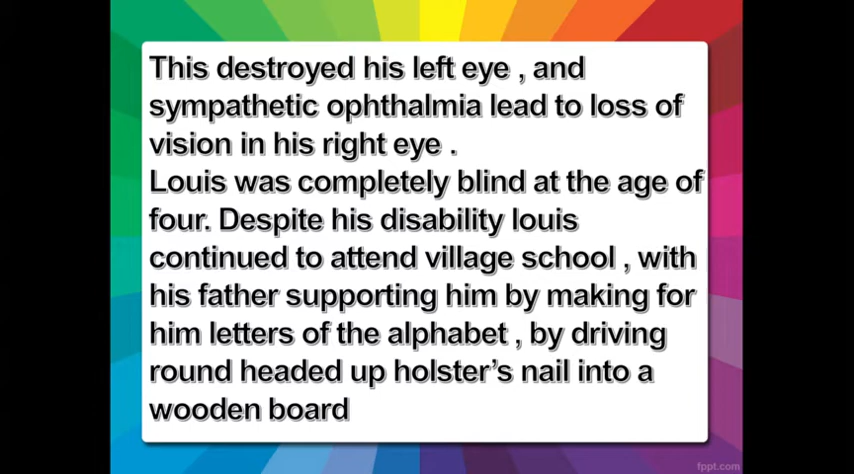 This destroyed his left eye , and
sympathetic ophthalmia lead to loss of
vision in his right eye .
Louis was completely blind at the age of
four. Despite his disability louis
continued to attend village school , with
his father supporting him by making for
him letters of the alphabet , by driving
round headed up holster’s nail into a
wooden board
fppt.com